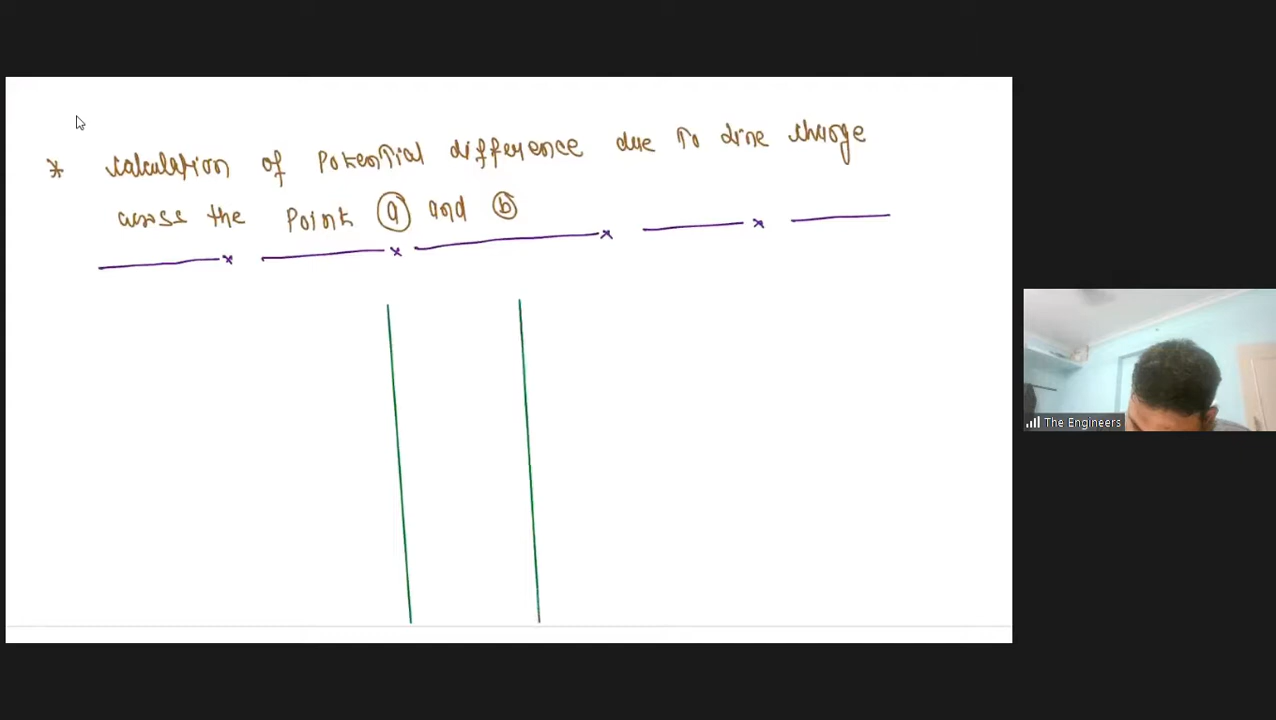 * calculation of Potential difference due to line charge
across the Point a and b
The Engineers